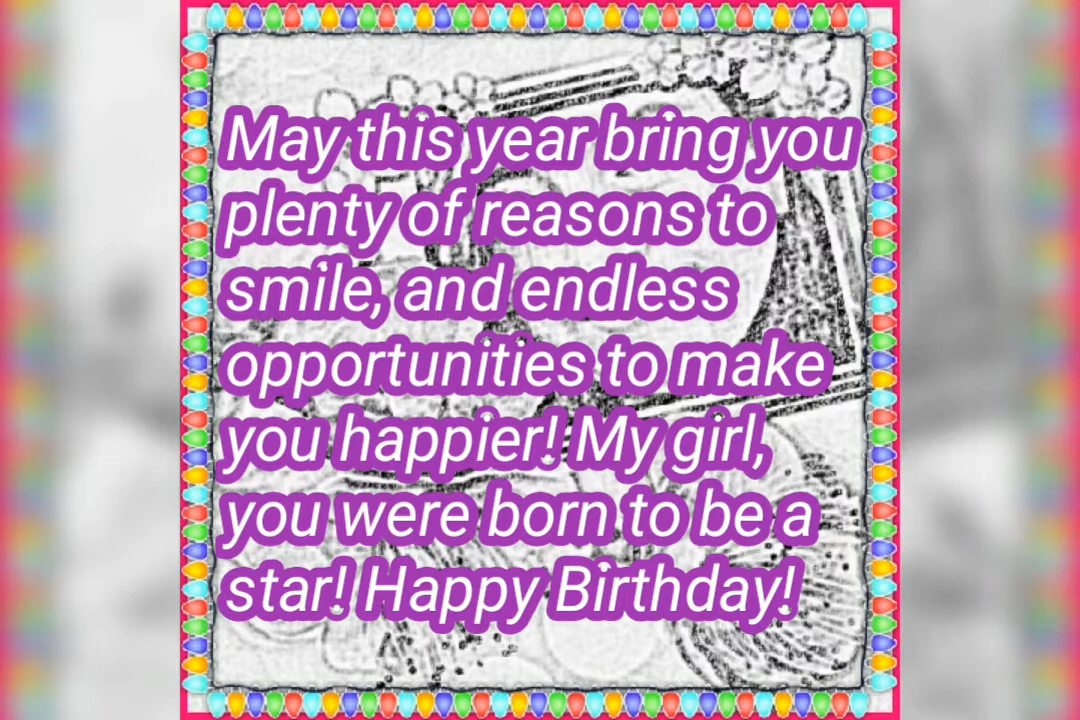 May this year bring you
plenty of reasons to
smile, and endless
opportunities to make
you happier! My girl,
you were born to be a
star! Happy Birthday!